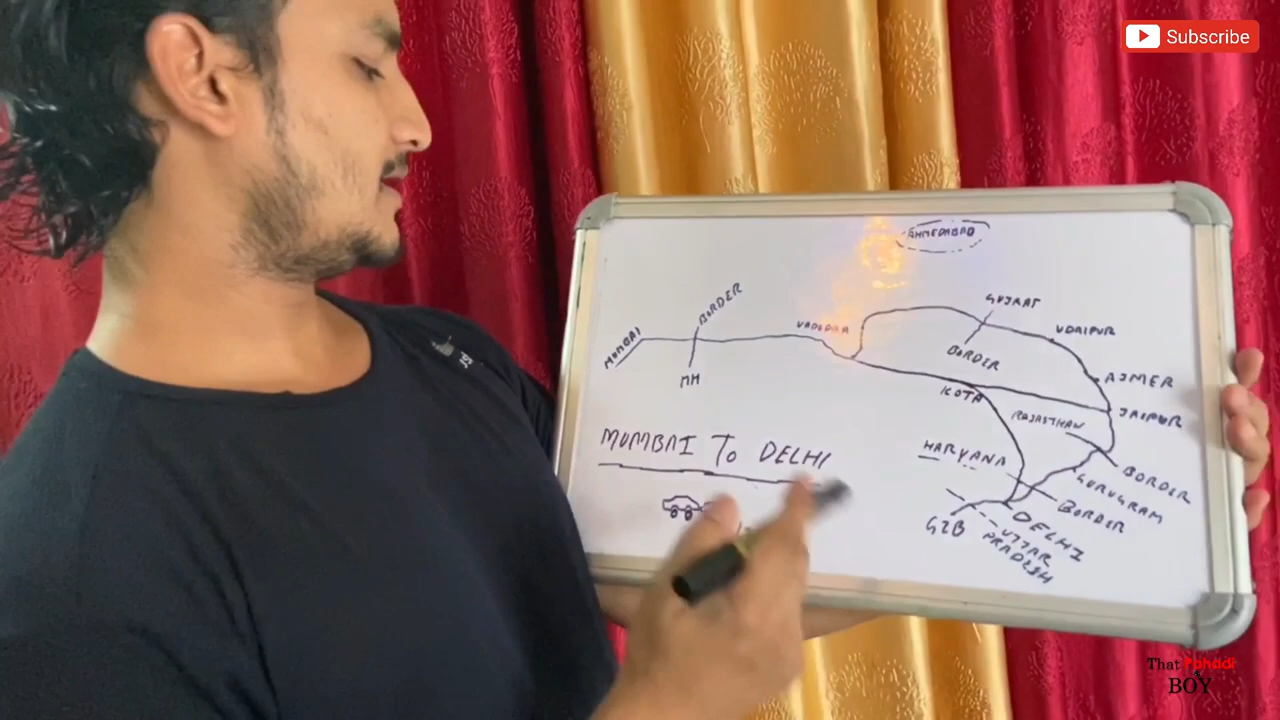 Subscribe
AHMEDABAD
BORDER
GUJRAT
MUMBAI
VADODRA
UDAIPUR
BORDER
MH
AJMER
KOTA
JAIPUR
RAJASTHAN
MUMBAI TO DELHI
HARYANA
BORDER
GURUGRAM
BORDER
GZB
DELHI
UTTAR
PRADESH
That Pahadi
BOY